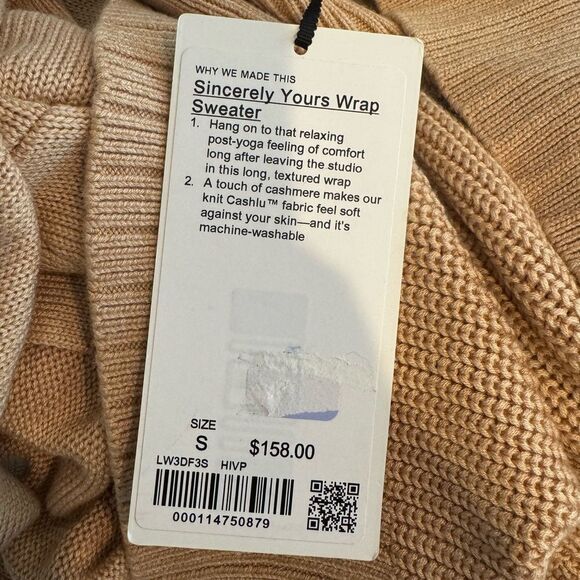 WHY WE MADE THIS
Sincerely Yours Wrap
Sweater
1. Hang on to that relaxing
post-yoga feeling of comfort
long after leaving the studio
in this long, textured wrap
2. A touch of cashmere makes our
knit Cashlu™ fabric feel soft
against your skin—and it's
machine-washable
SIZE
S $158.00
LW3DF3S HIVP
000114750879